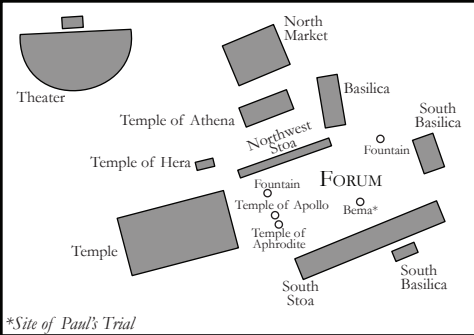 North
Market
Theater
Basilica
South
Basilica
Temple of Athena
Northwest
Stoa
Fountain
Temple of Hera
FORUM
Fountain
Temple of Apollo
Bema*
Temple of
Aphrodite
Temple
South
Stoa
South
Basilica
*Site of Paul's Trial